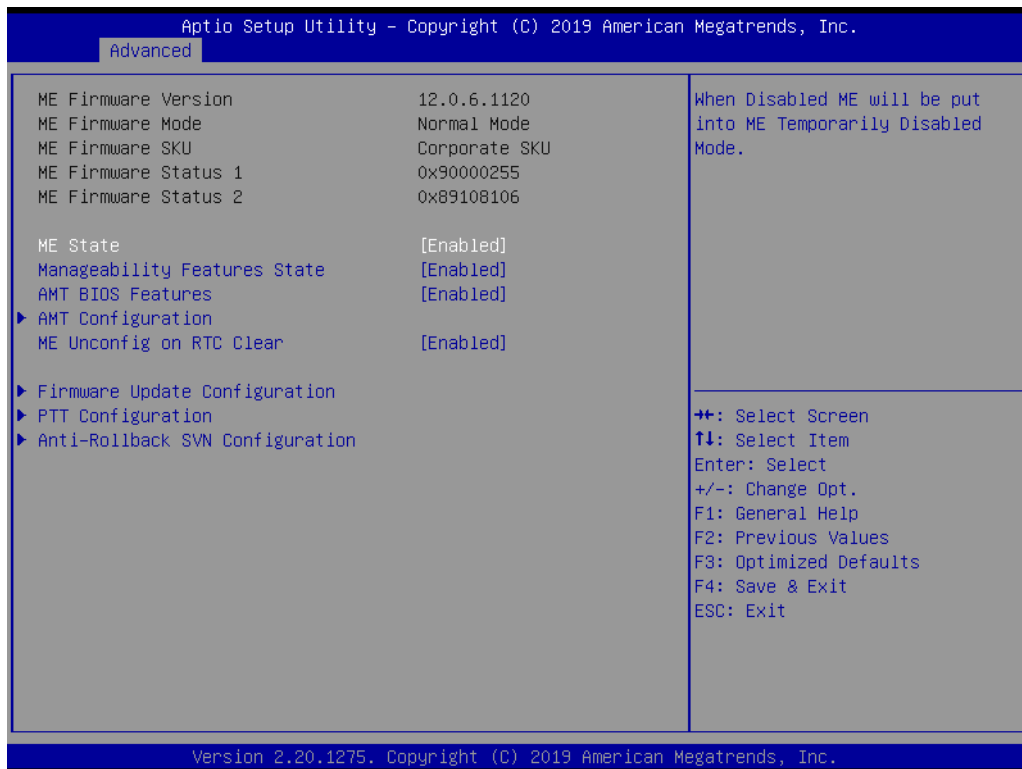 Aptio Setup Utility – Copyright (C) 2019 American Megatrends, Inc.
Advanced
ME Firmware Version 12.0.6.1120
ME Firmware Mode Normal Mode
ME Firmware SKU Corporate SKU
ME Firmware Status 1 0x90000255
ME Firmware Status 2 0x89108106
ME State [Enabled]
Manageability Features State [Enabled]
AMT BIOS Features [Enabled]
AMT Configuration
ME Unconfig on RTC Clear [Enabled]
Firmware Update Configuration
PTT Configuration
Anti-Rollback SVN Configuration
When Disabled ME will be put
into ME Temporarily Disabled
Mode.
→←: Select Screen
↑↓: Select Item
Enter: Select
+/-: Change Opt.
F1: General Help
F2: Previous Values
F3: Optimized Defaults
F4: Save & Exit
ESC: Exit
Version 2.20.1275. Copyright (C) 2019 American Megatrends, Inc.